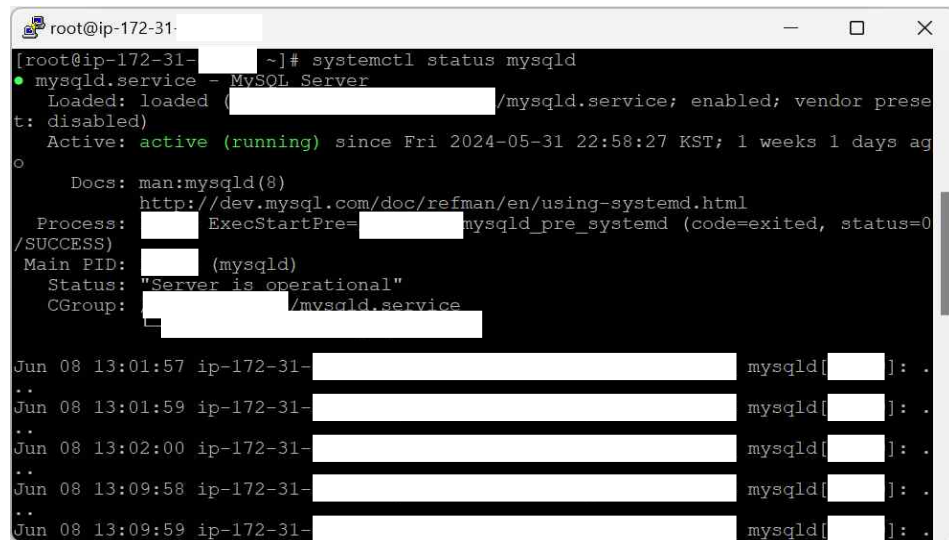 root@ip-172-31-
[root@ip-172-31- ~]# systemctl status mysqld
● mysqld.service - MySQL Server
Loaded: loaded ( /mysqld.service; enabled; vendor prese
t: disabled)
Active: active (running) since Fri 2024-05-31 22:58:27 KST; 1 weeks 1 days ag
o
Docs: man:mysqld(8)
http://dev.mysql.com/doc/refman/en/using-systemd.html
Process: ExecStartPre= mysqld_pre_systemd (code=exited, status=0
/SUCCESS)
Main PID: (mysqld)
Status: "Server is operational"
CGroup: /mysqld.service
Jun 08 13:01:57 ip-172-31- mysqld[ ]: .
..
Jun 08 13:01:59 ip-172-31- mysqld[ ]: .
..
Jun 08 13:02:00 ip-172-31- mysqld[ ]: .
..
Jun 08 13:09:58 ip-172-31- mysqld[ ]: .
..
Jun 08 13:09:59 ip-172-31- mysqld[ ]: .